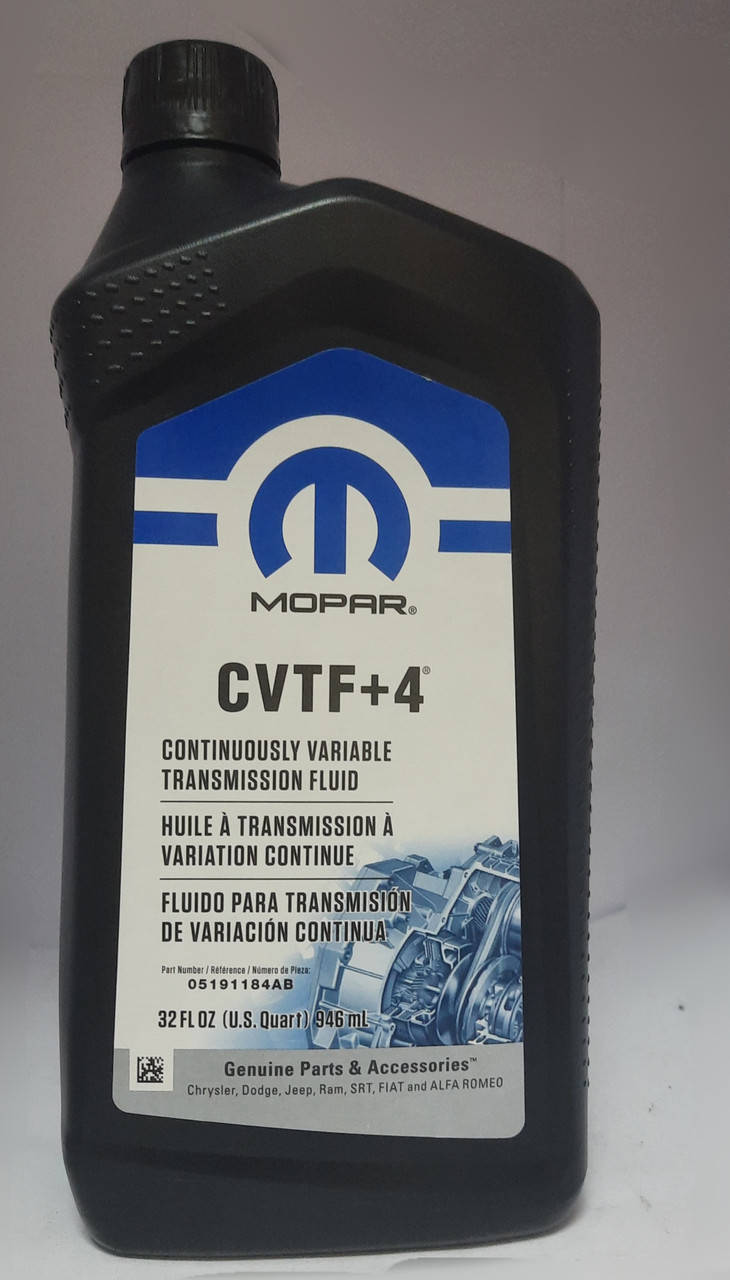 MOPAR®
CVTF+4®
CONTINUOUSLY VARIABLE
TRANSMISSION FLUID
HUILE À TRANSMISSION À
VARIATION CONTINUE
FLUIDO PARA TRANSMISIÓN
DE VARIACIÓN CONTINUA
Part Number / Référence / Número de Pieza:
05191184AB
32 FL OZ (U.S. Quart) 946 mL
Genuine Parts & Accessories™
Chrysler, Dodge, Jeep, Ram, SRT, FIAT and ALFA ROMEO